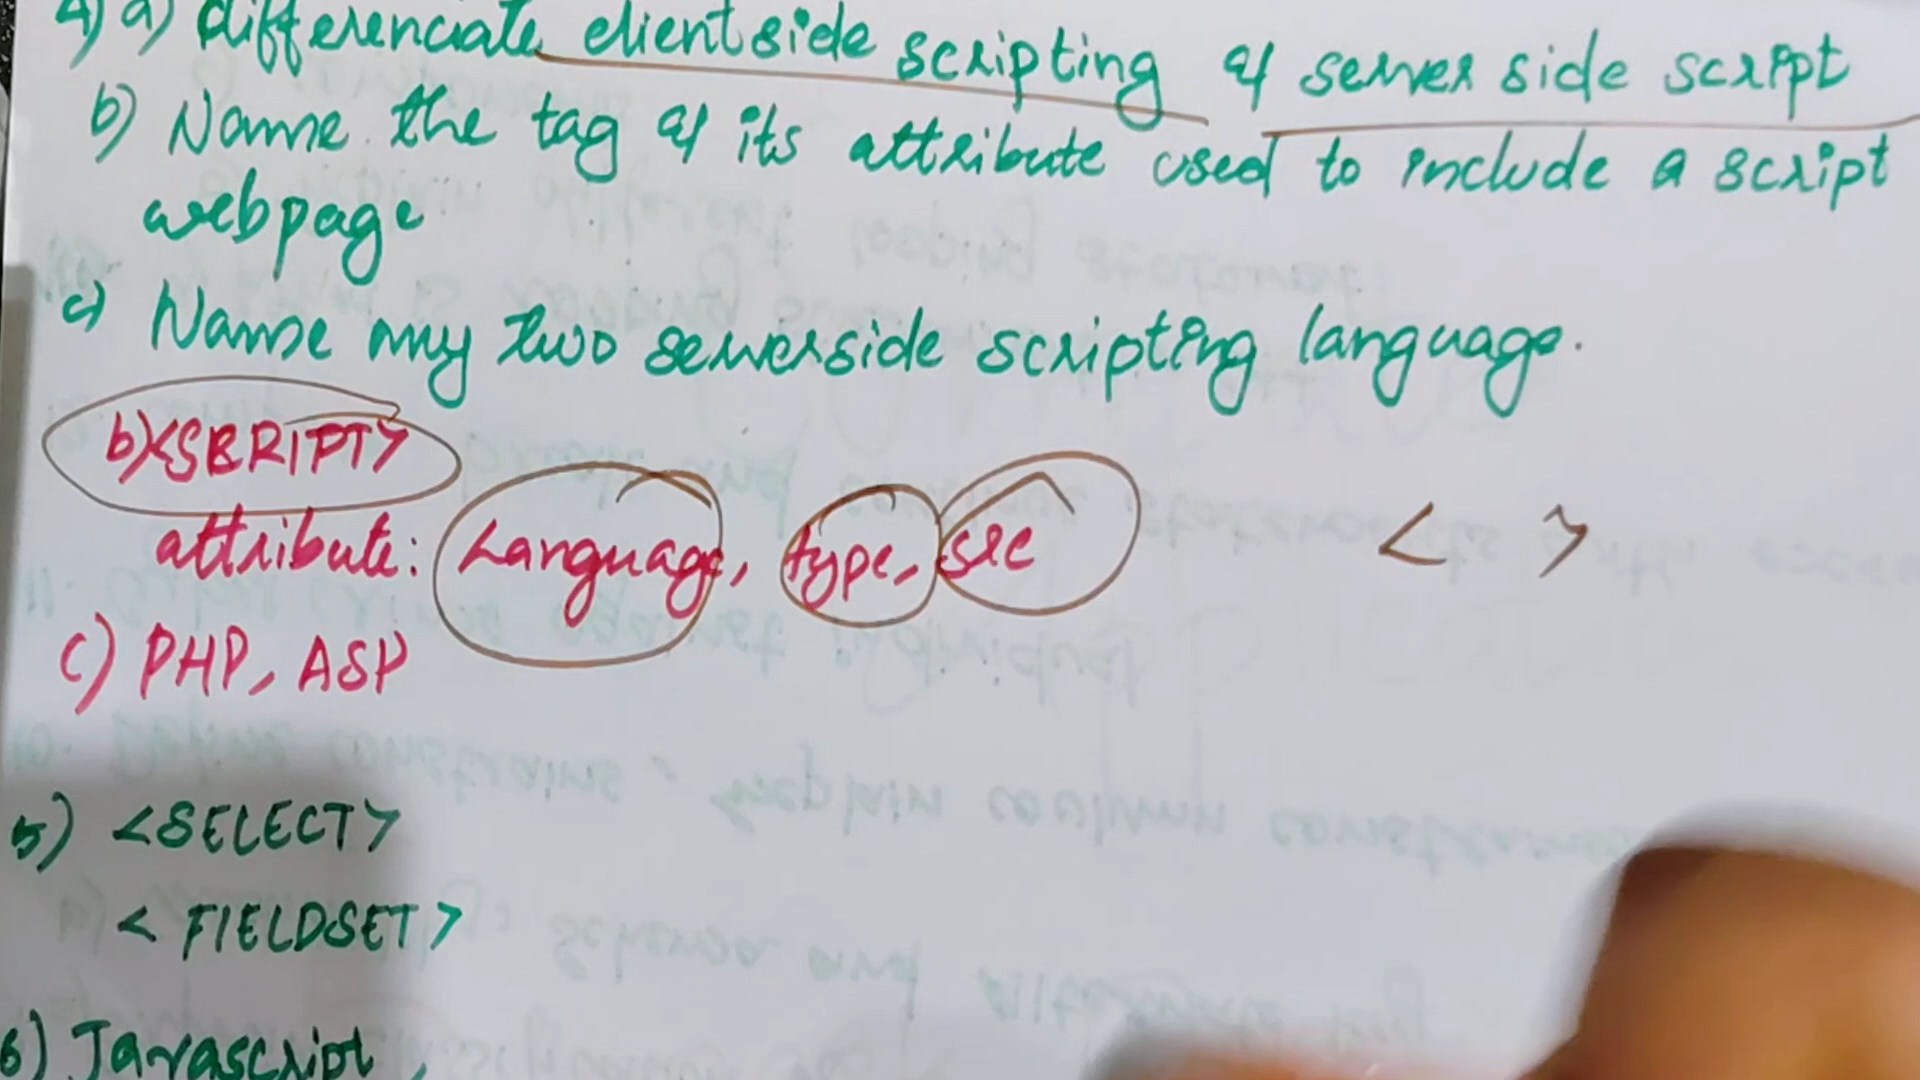 4) a) differenciate clientside scripting & server side script
b) Name the tag & its attribute used to include a script
webpage
c) Name any two serverside scripting language.
b) <SCRIPT>
attribute: Language, type, src
< >
c) PHP, ASP
5) <SELECT>
< FIELDSET >
6) Javascript,